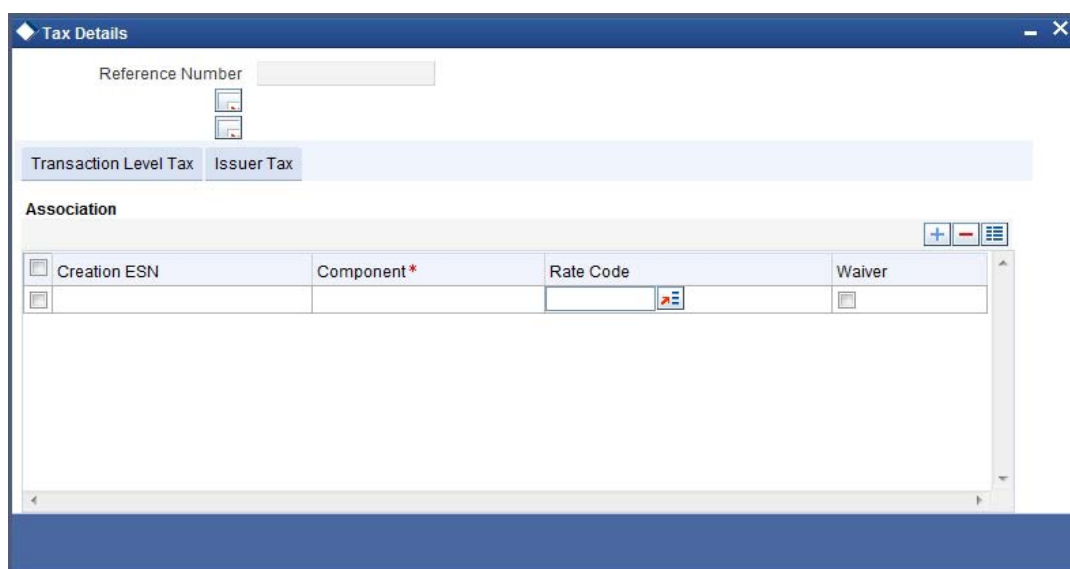 Tax Details
Reference Number
Transaction Level Tax Issuer Tax
Association
Creation ESN Component* Rate Code Waiver